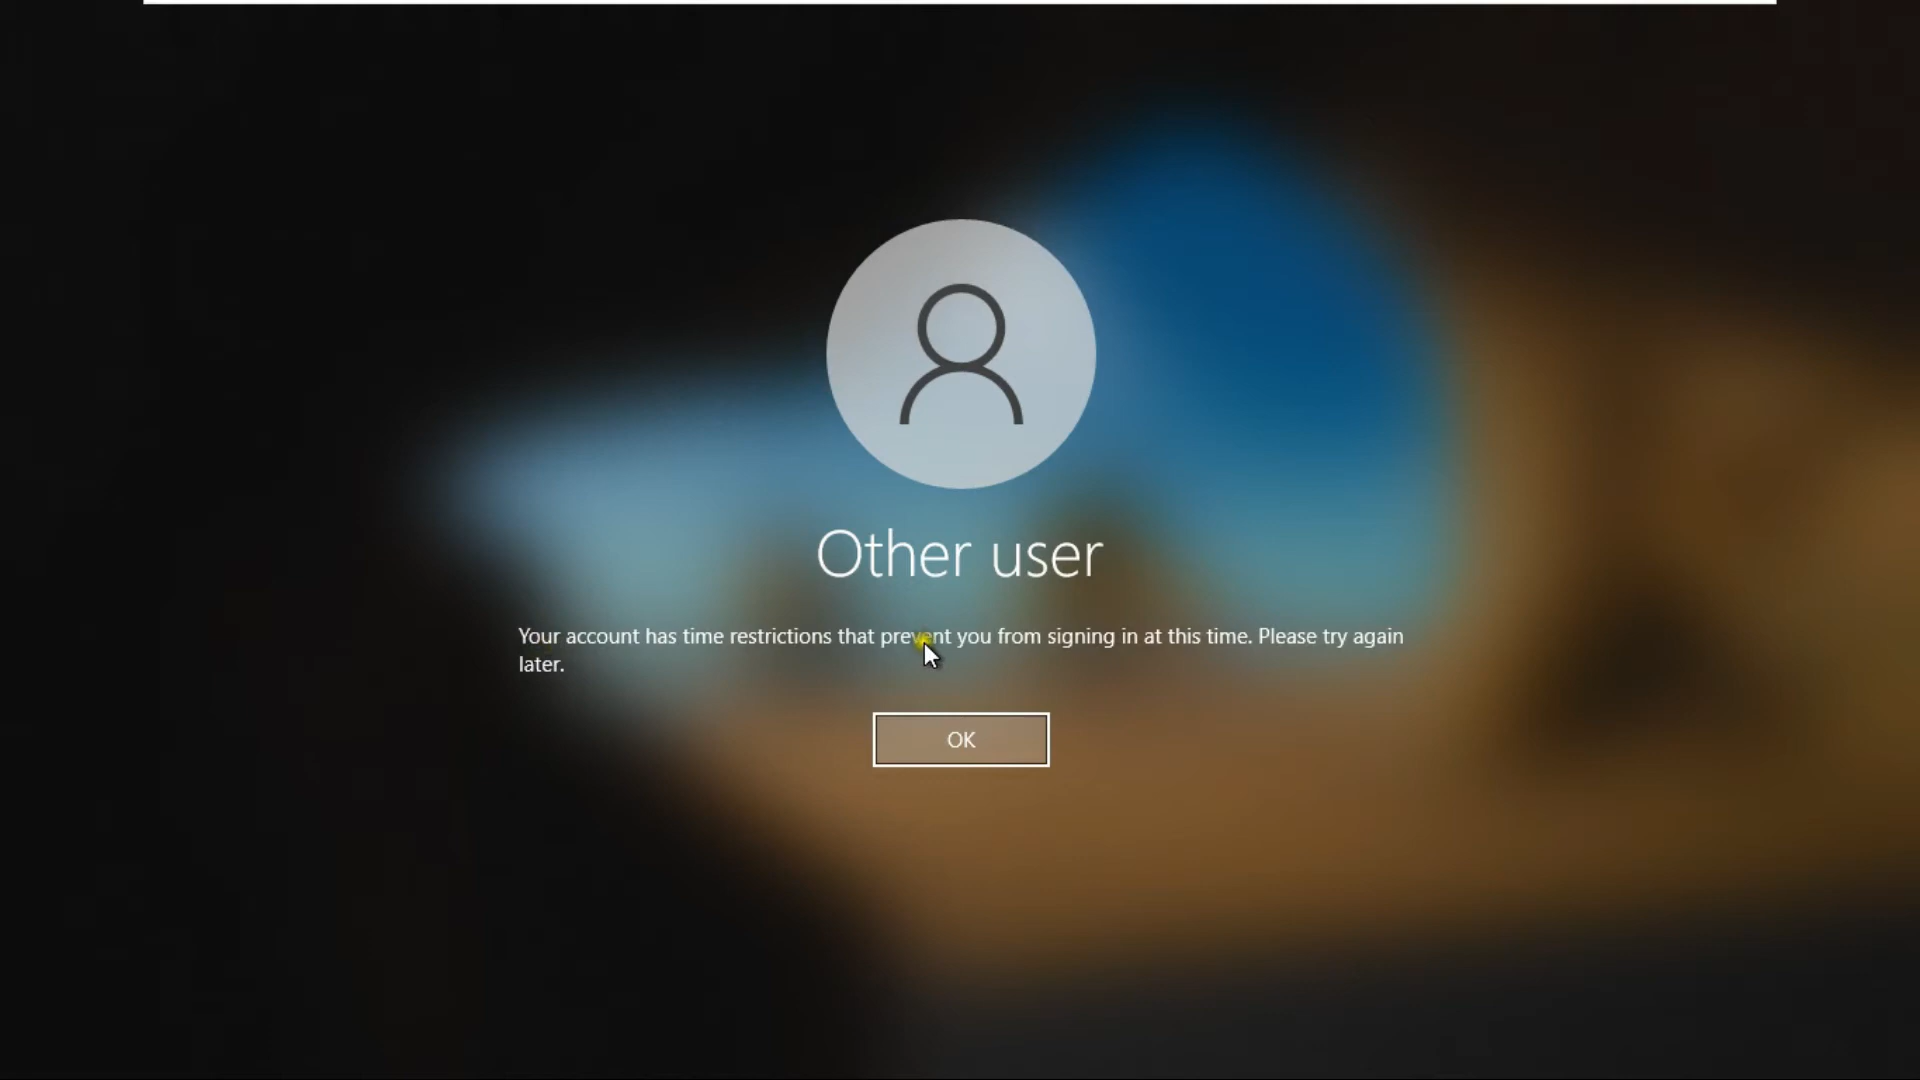 Other user
Your account has time restrictions that prevent you from signing in at this time. Please try again
later.
OK